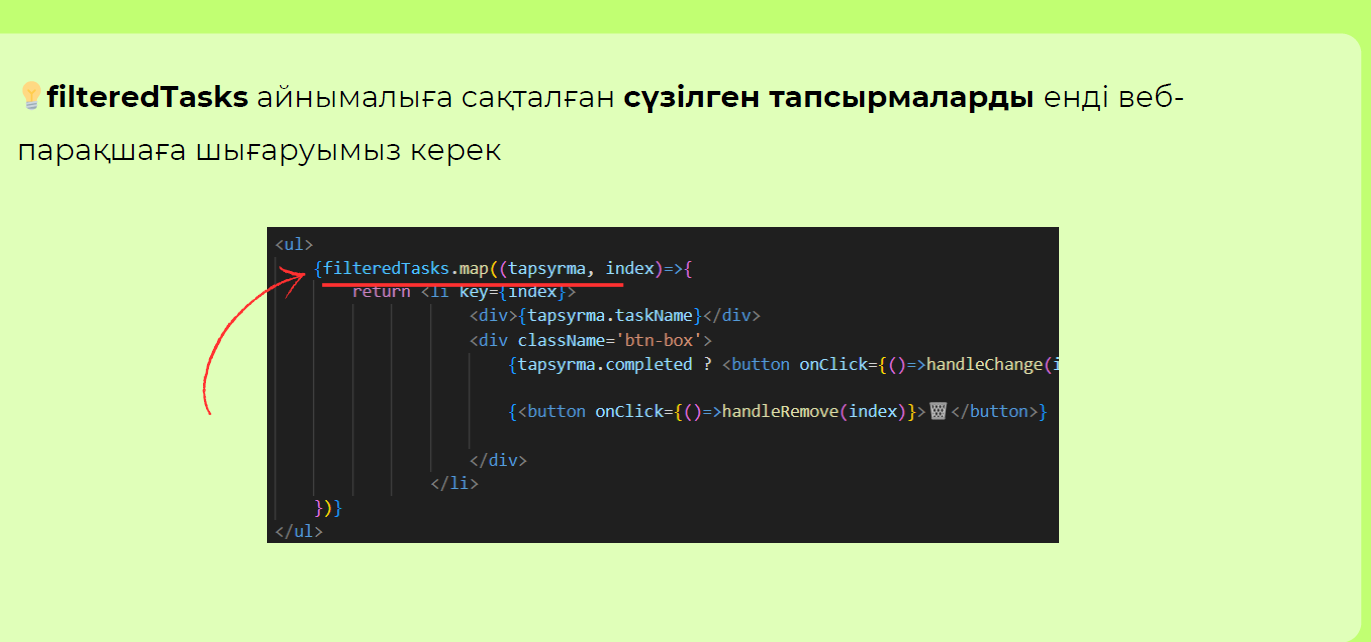 💡filteredTasks айнымалыға сақталған сүзілген тапсырмаларды енді веб-
парақшаға шығаруымыз керек
<ul>
{filteredTasks.map((tapsyrma, index)=>{
return <li key={index}>
<div>{tapsyrma.taskName}</div>
<div className='btn-box'>
{tapsyrma.completed ? <button onClick={()=>handleChange(i
{<button onClick={()=>handleRemove(index)}>🗑</button>}
</div>
</li>
})}
</ul>